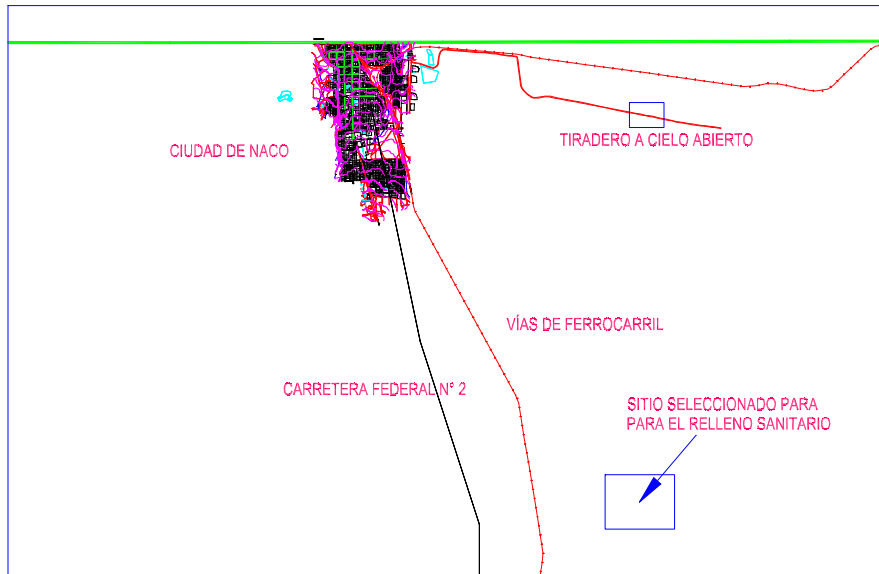 CIUDAD DE NACO
TIRADERO A CIELO ABIERTO
VÍAS DE FERROCARRIL
CARRETERA FEDERAL N° 2
SITIO SELECCIONADO PARA
PARA EL RELLENO SANITARIO